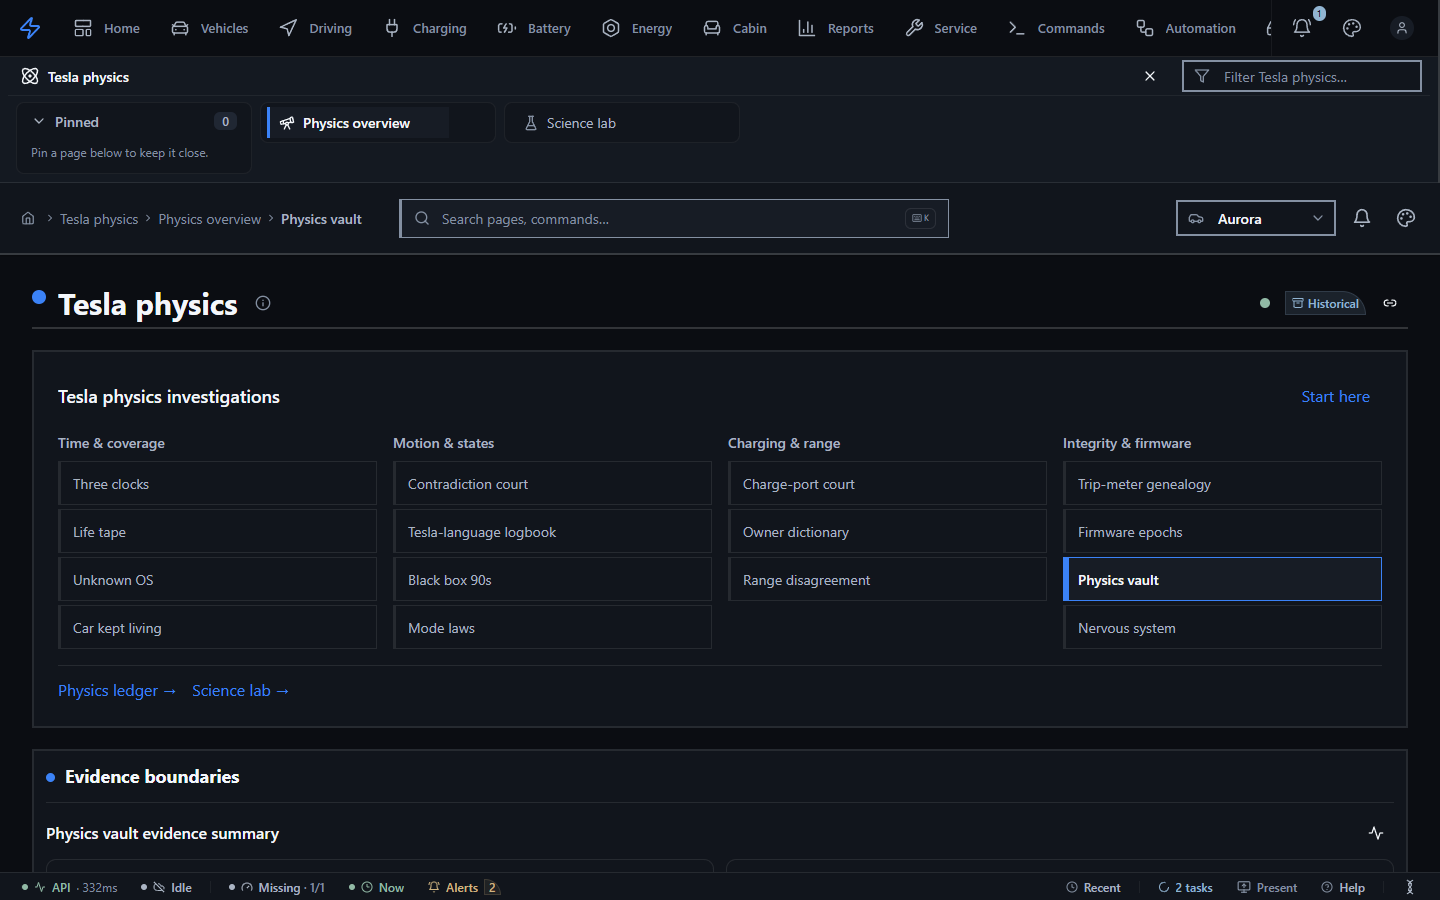 Home Vehicles Driving Charging Battery Energy Cabin Reports Service Commands Automation 1
Tesla physics Filter Tesla physics...
Pinned 0 Physics overview Science lab
Pin a page below to keep it close.
Tesla physics > Physics overview > Physics vault Search pages, commands... K Aurora
Tesla physics Historical
Tesla physics investigations Start here
Time & coverage Motion & states Charging & range Integrity & firmware
Three clocks Contradiction court Charge-port court Trip-meter genealogy
Life tape Tesla-language logbook Owner dictionary Firmware epochs
Unknown OS Black box 90s Range disagreement Physics vault
Car kept living Mode laws Nervous system
Physics ledger → Science lab →
Evidence boundaries
Physics vault evidence summary
API · 332ms Idle Missing · 1/1 Now Alerts 2 Recent 2 tasks Present Help